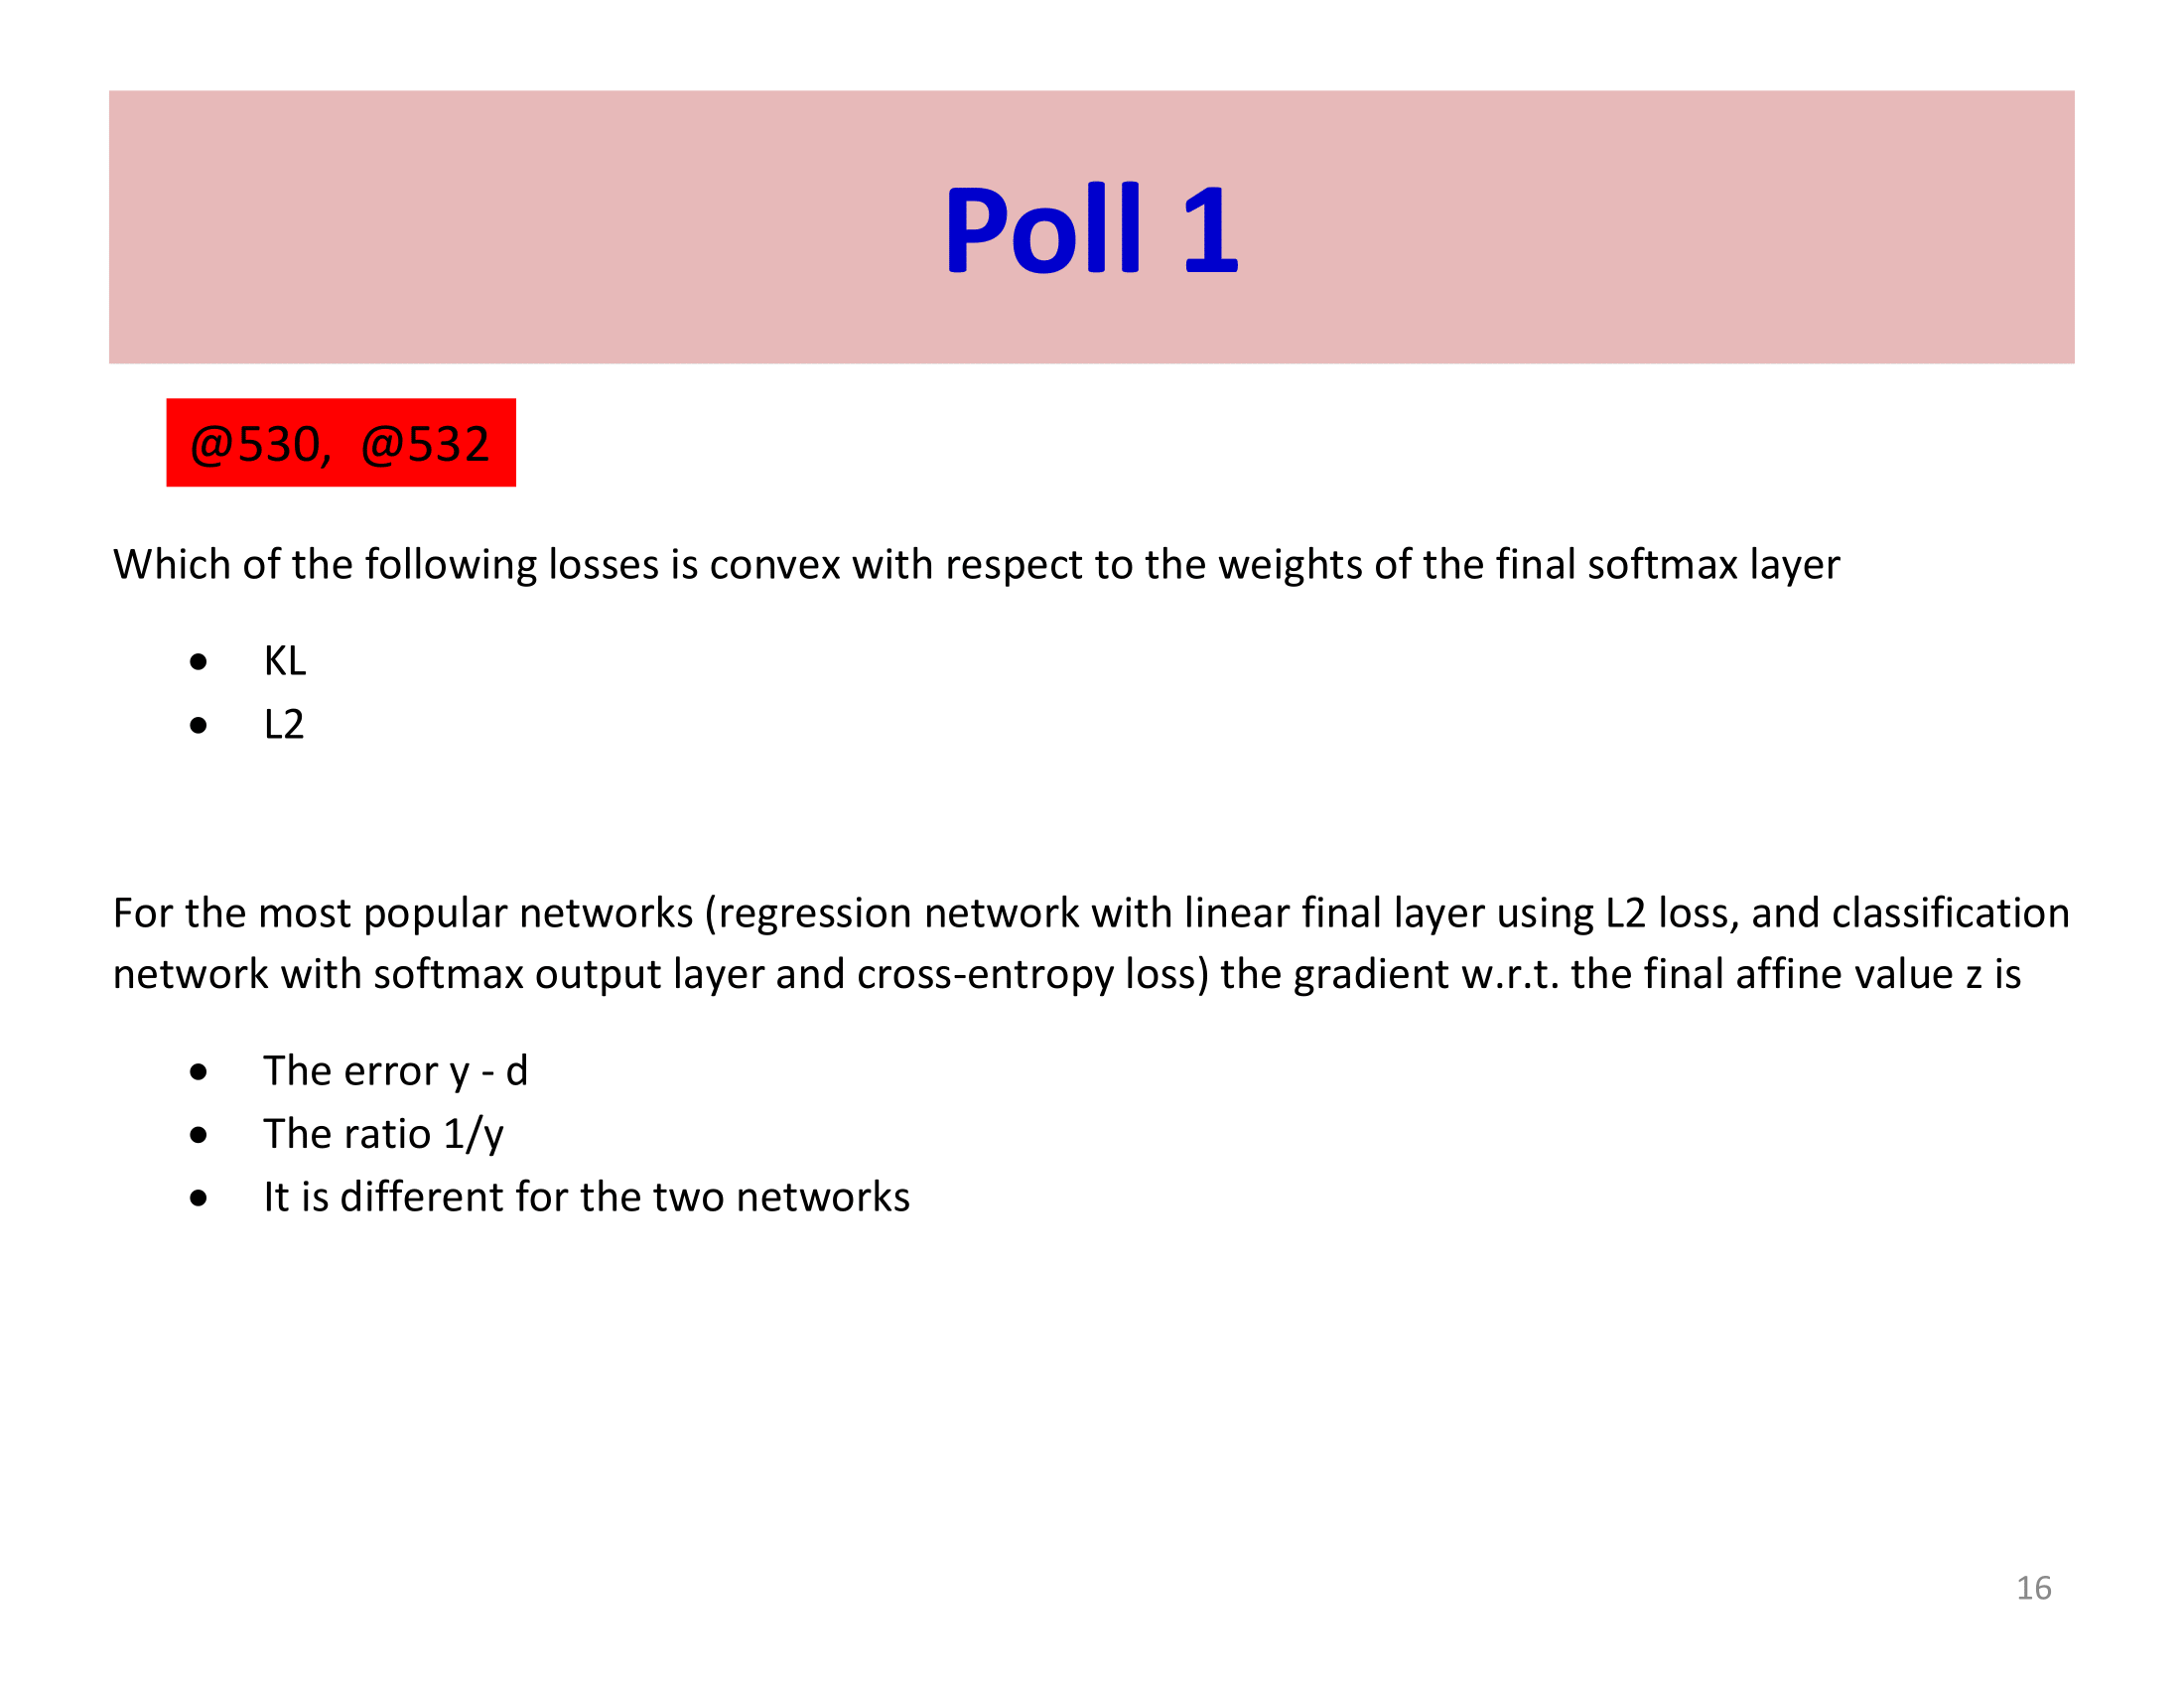 Poll 1
@530, @532
Which of the following losses is convex with respect to the weights of the final softmax layer
● KL
● L2
For the most popular networks (regression network with linear final layer using L2 loss, and classification
network with softmax output layer and cross-entropy loss) the gradient w.r.t. the final affine value z is
● The error y - d
● The ratio 1/y
● It is different for the two networks
16